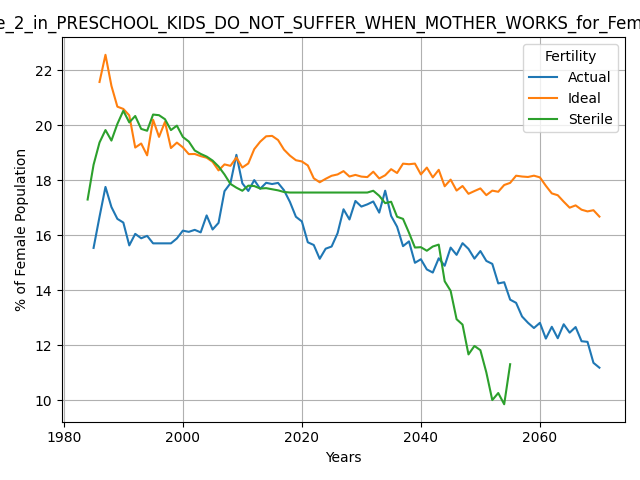 e_2_in_PRESCHOOL_KIDS_DO_NOT_SUFFER_WHEN_MOTHER_WORKS_for_Fem
Fertility
Actual
Ideal
Sterile
% of Female Population
22
20
18
16
14
12
10
1980
2000
2020
2040
2060
Years